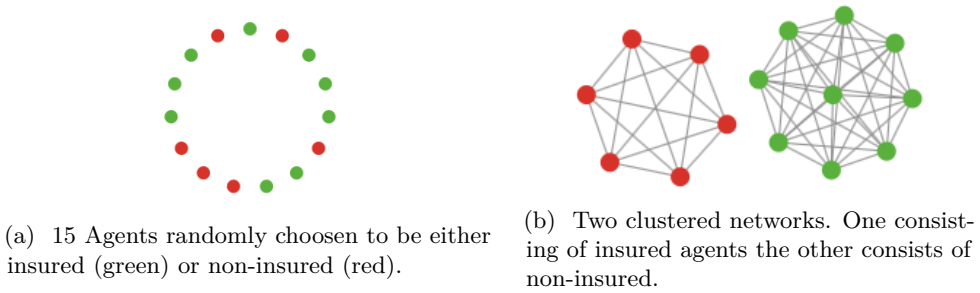 (a) 15 Agents randomly choosen to be either
insured (green) or non-insured (red).
(b) Two clustered networks. One consist-
ing of insured agents the other consists of
non-insured.